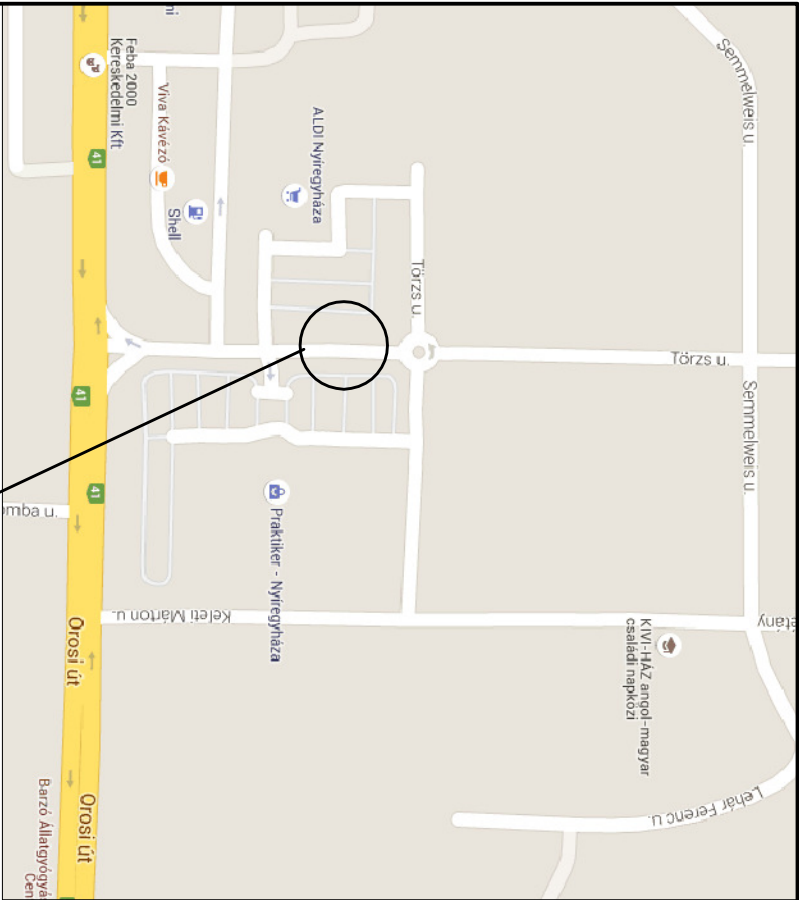 Semmelweis u.
Feba 2000
Kereskedelmi Kft
Viva Kávézó
ALDI Nyíregyháza
41
Shell
Törzs u.
Törzs u.
Semmelweis u.
41
41
Praktiker - Nyíregyháza
Keleti Márton u.
KIVI-HÁZ angol-magyar
családi napközi
Orosi út
Orosi út
Lehár Ferenc u.